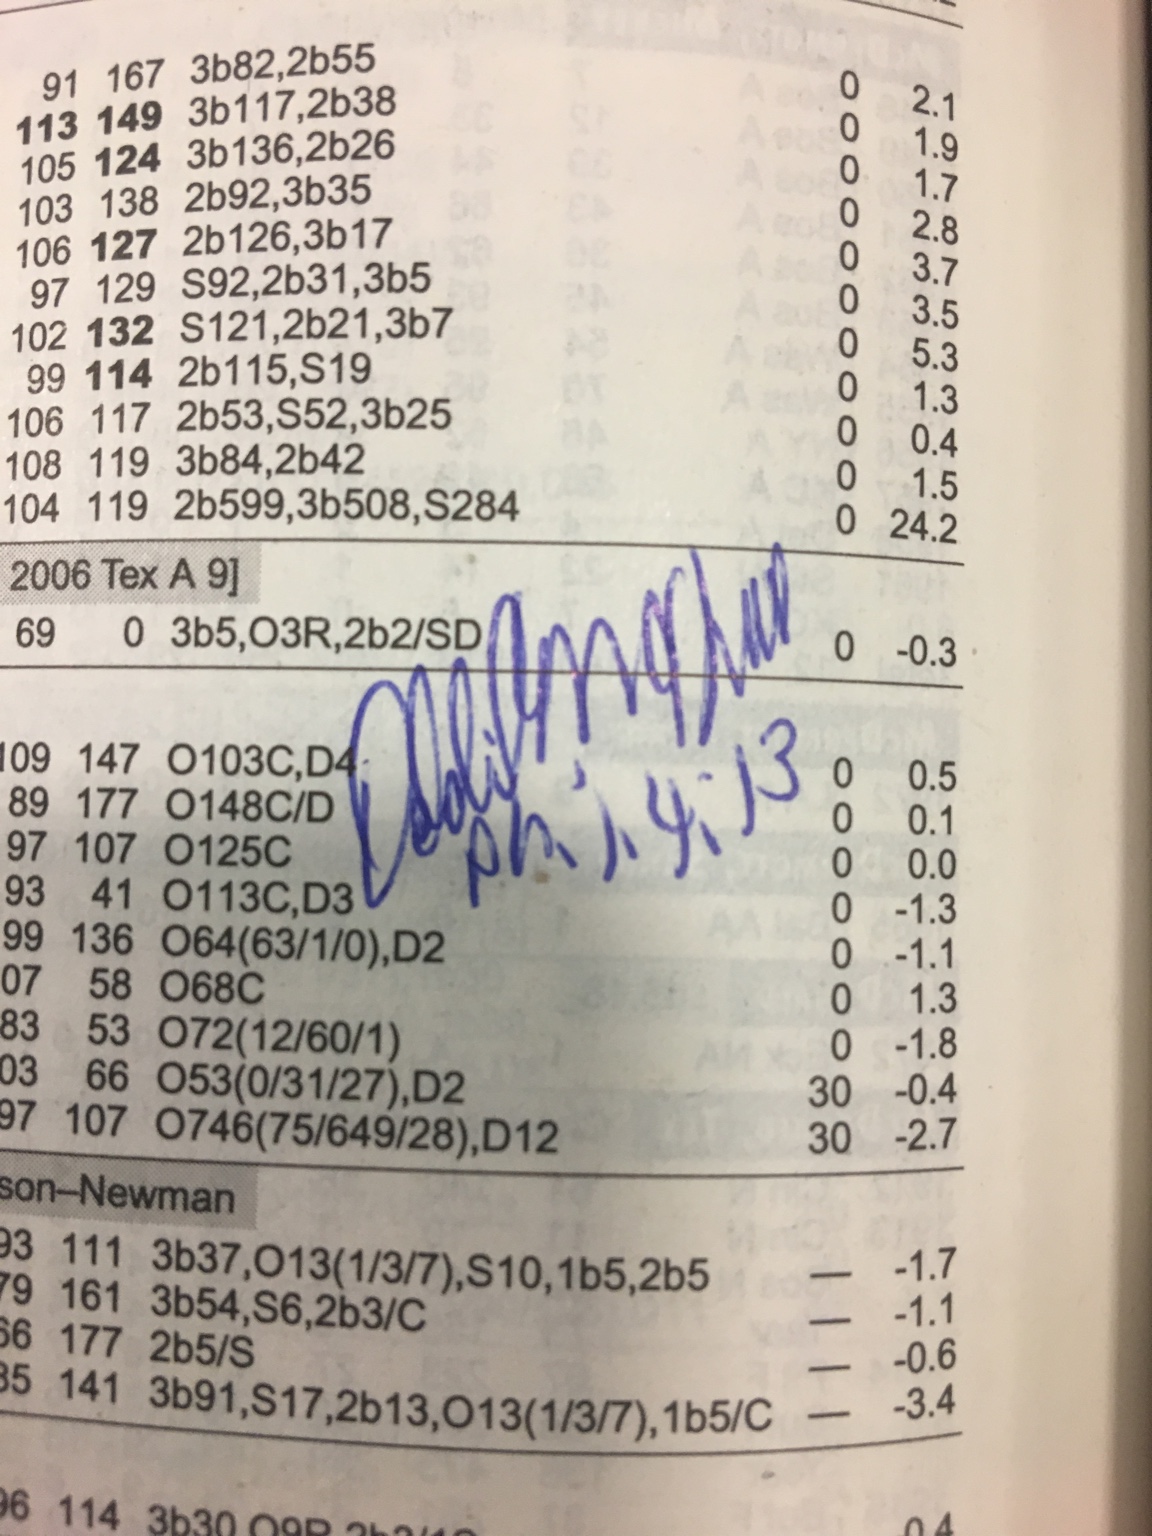 91 167 3b82,2b55 0 2.1
113 149 3b117,2b38 0 1.9
105 124 3b136,2b26 0 1.7
103 138 2b92,3b35 0 2.8
106 127 2b126,3b17 0 3.7
97 129 S92,2b31,3b5 0 3.5
102 132 S121,2b21,3b7 0 5.3
99 114 2b115,S19 0 1.3
106 117 2b53,S52,3b25 0 0.4
108 119 3b84,2b42 0 1.5
104 119 2b599,3b508,S284 0 24.2
2006 Tex A 9]
69 0 3b5,O3R,2b2/SD 0 -0.3
109 147 O103C,D4 0 0.5
89 177 O148C/D 0 0.1
97 107 O125C 0 0.0
93 41 O113C,D3 0 -1.3
99 136 O64(63/1/0),D2 0 -1.1
07 58 O68C 0 1.3
83 53 O72(12/60/1) 0 -1.8
03 66 O53(0/31/27),D2 30 -0.4
97 107 O746(75/649/28),D12 30 -2.7
son–Newman
93 111 3b37,O13(1/3/7),S10,1b5,2b5 — -1.7
79 161 3b54,S6,2b3/C — -1.1
66 177 2b5/S — -0.6
85 141 3b91,S17,2b13,O13(1/3/7),1b5/C — -3.4
96 114 3b30